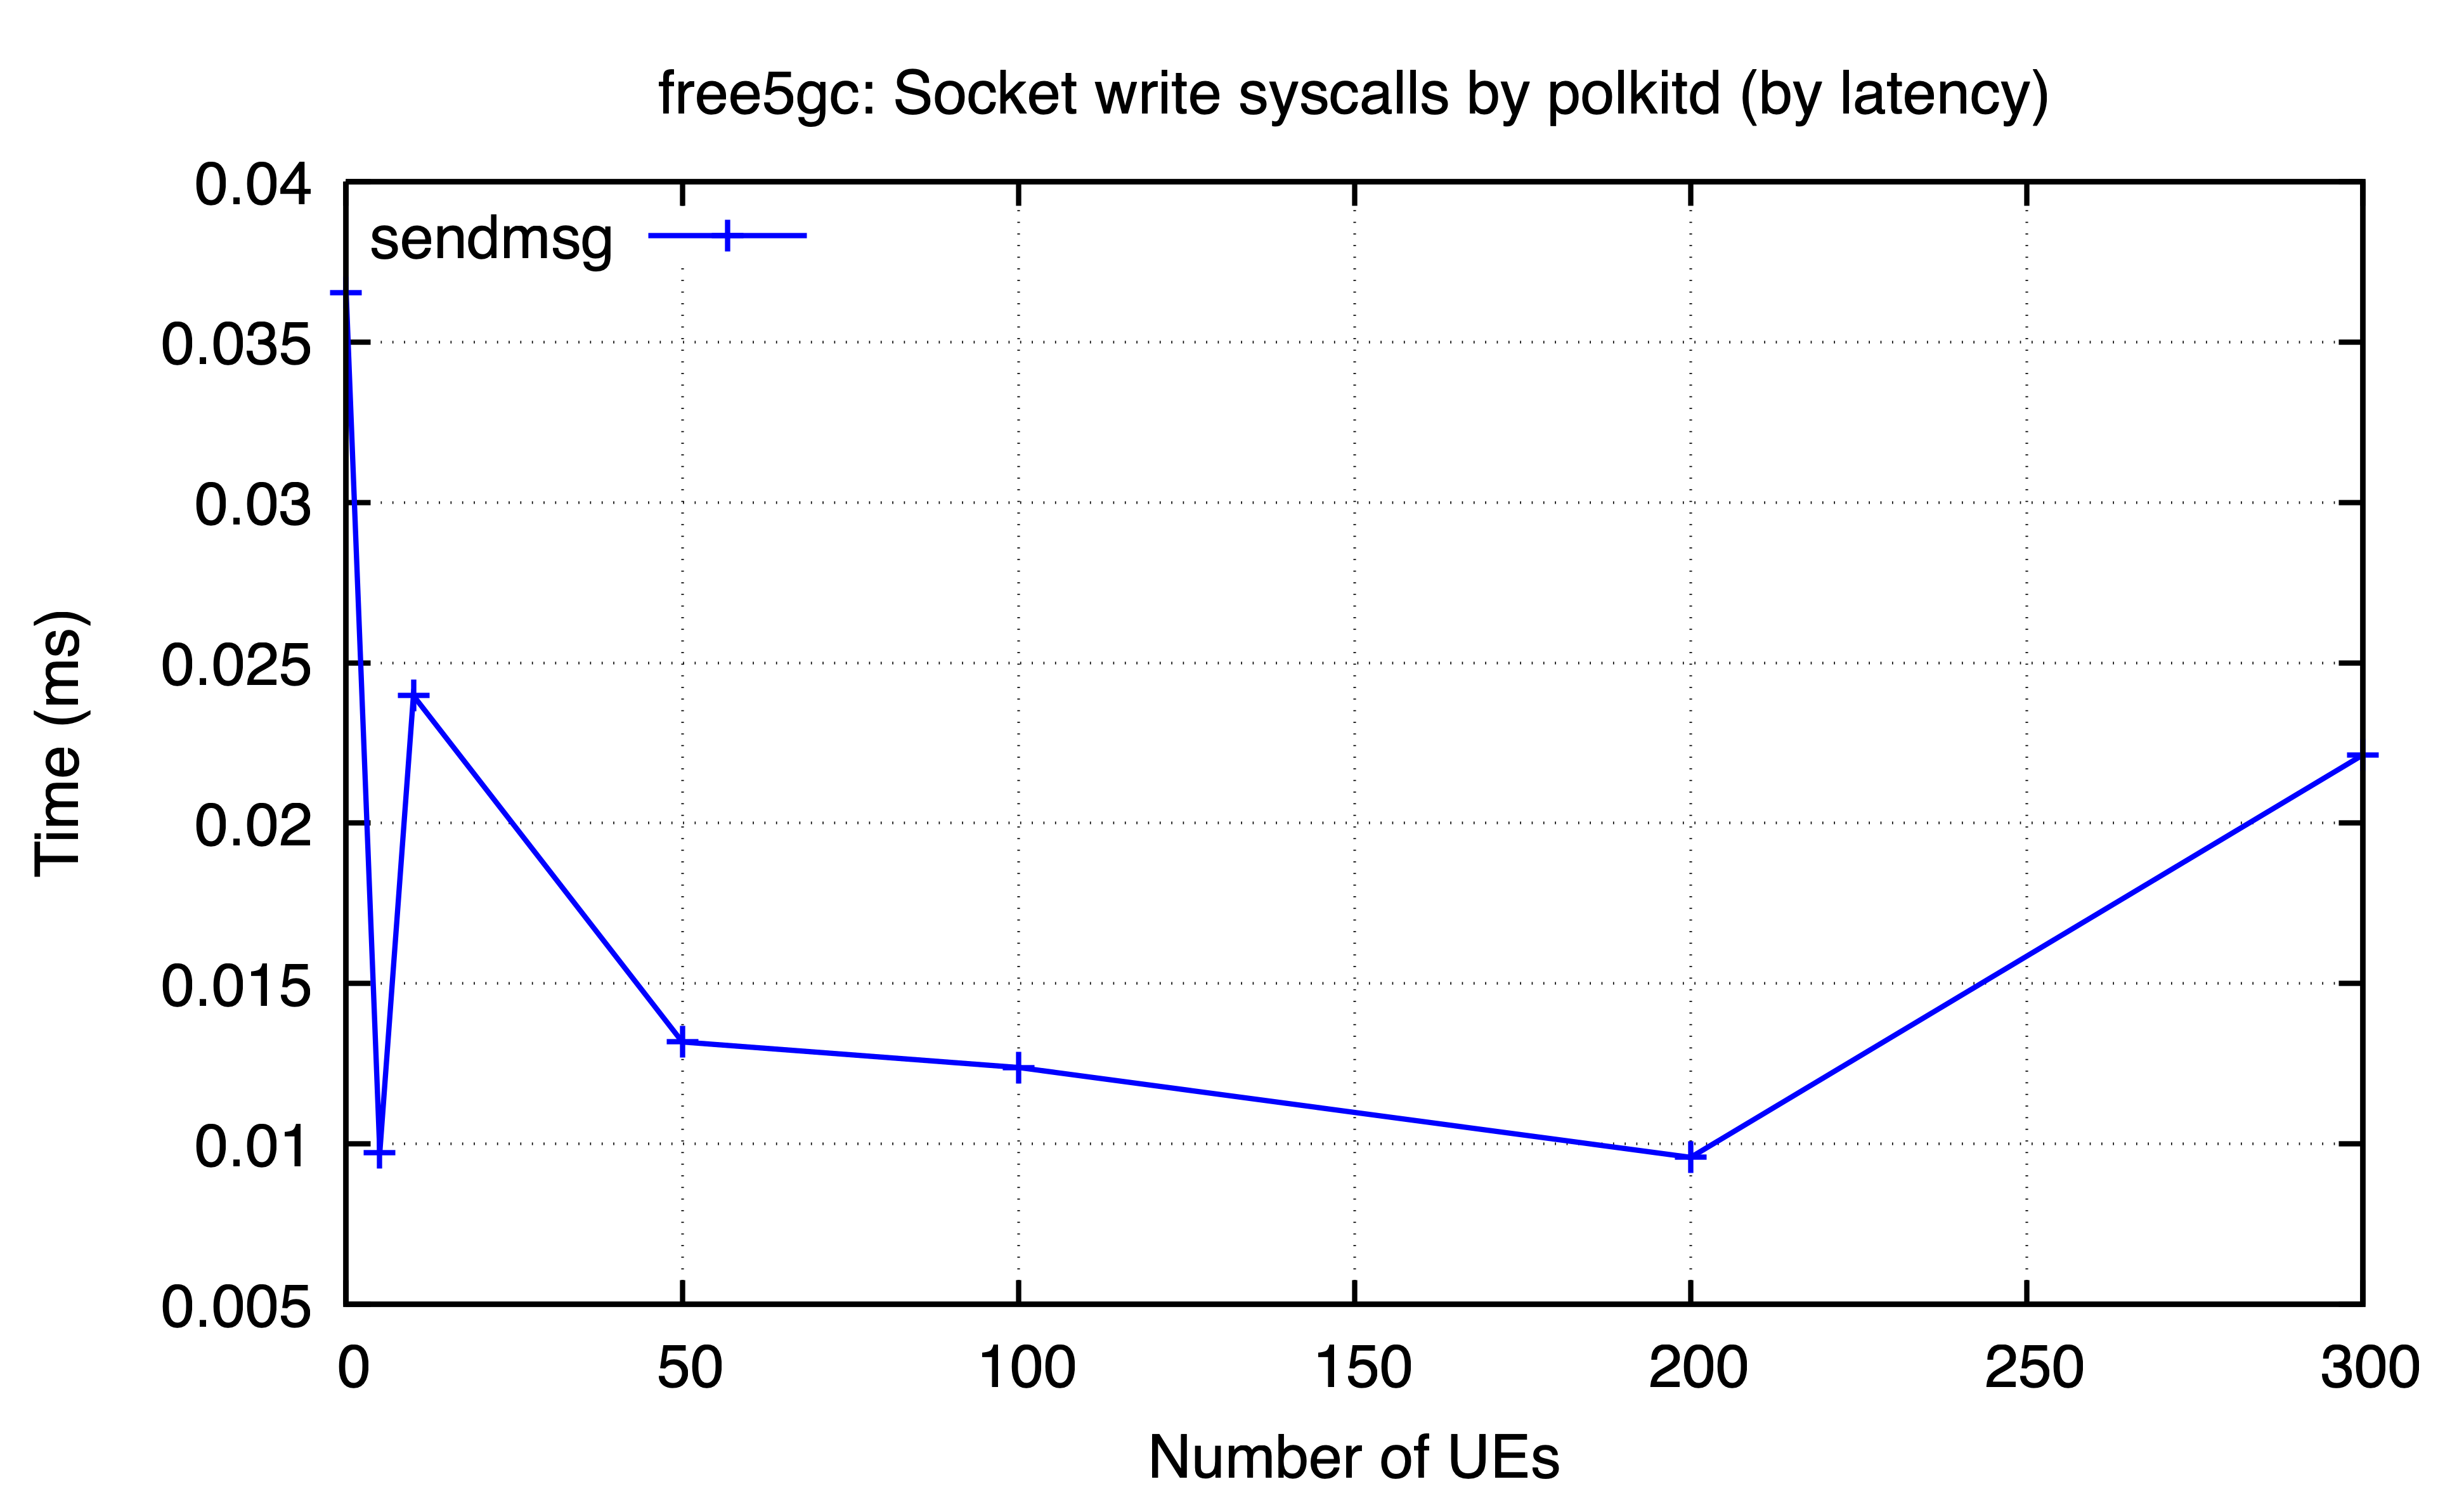 free5gc: Socket write syscalls by polkitd (by latency)
0.04
sendmsg
0.035
0.03
0.025
0.02
0.015
0.01
0.005
Time (ms)
0 50 100 150 200 250 300
Number of UEs